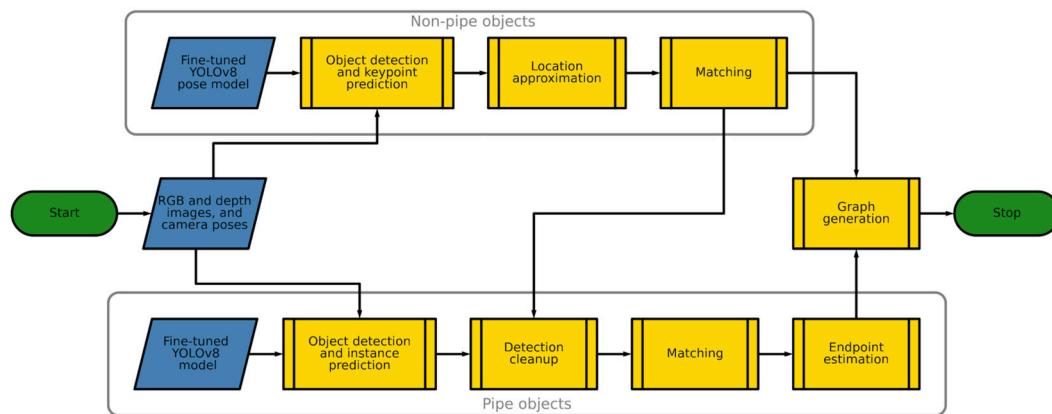 Non-pipe objects
Fine-tuned
YOLOv8
pose model
Object detection
and keypoint
prediction
Location
approximation
Matching
Start
RGB and depth
images, and
camera poses
Graph
generation
Stop
Fine-tuned
YOLOv8
model
Object detection
and instance
prediction
Detection
cleanup
Matching
Endpoint
estimation
Pipe objects